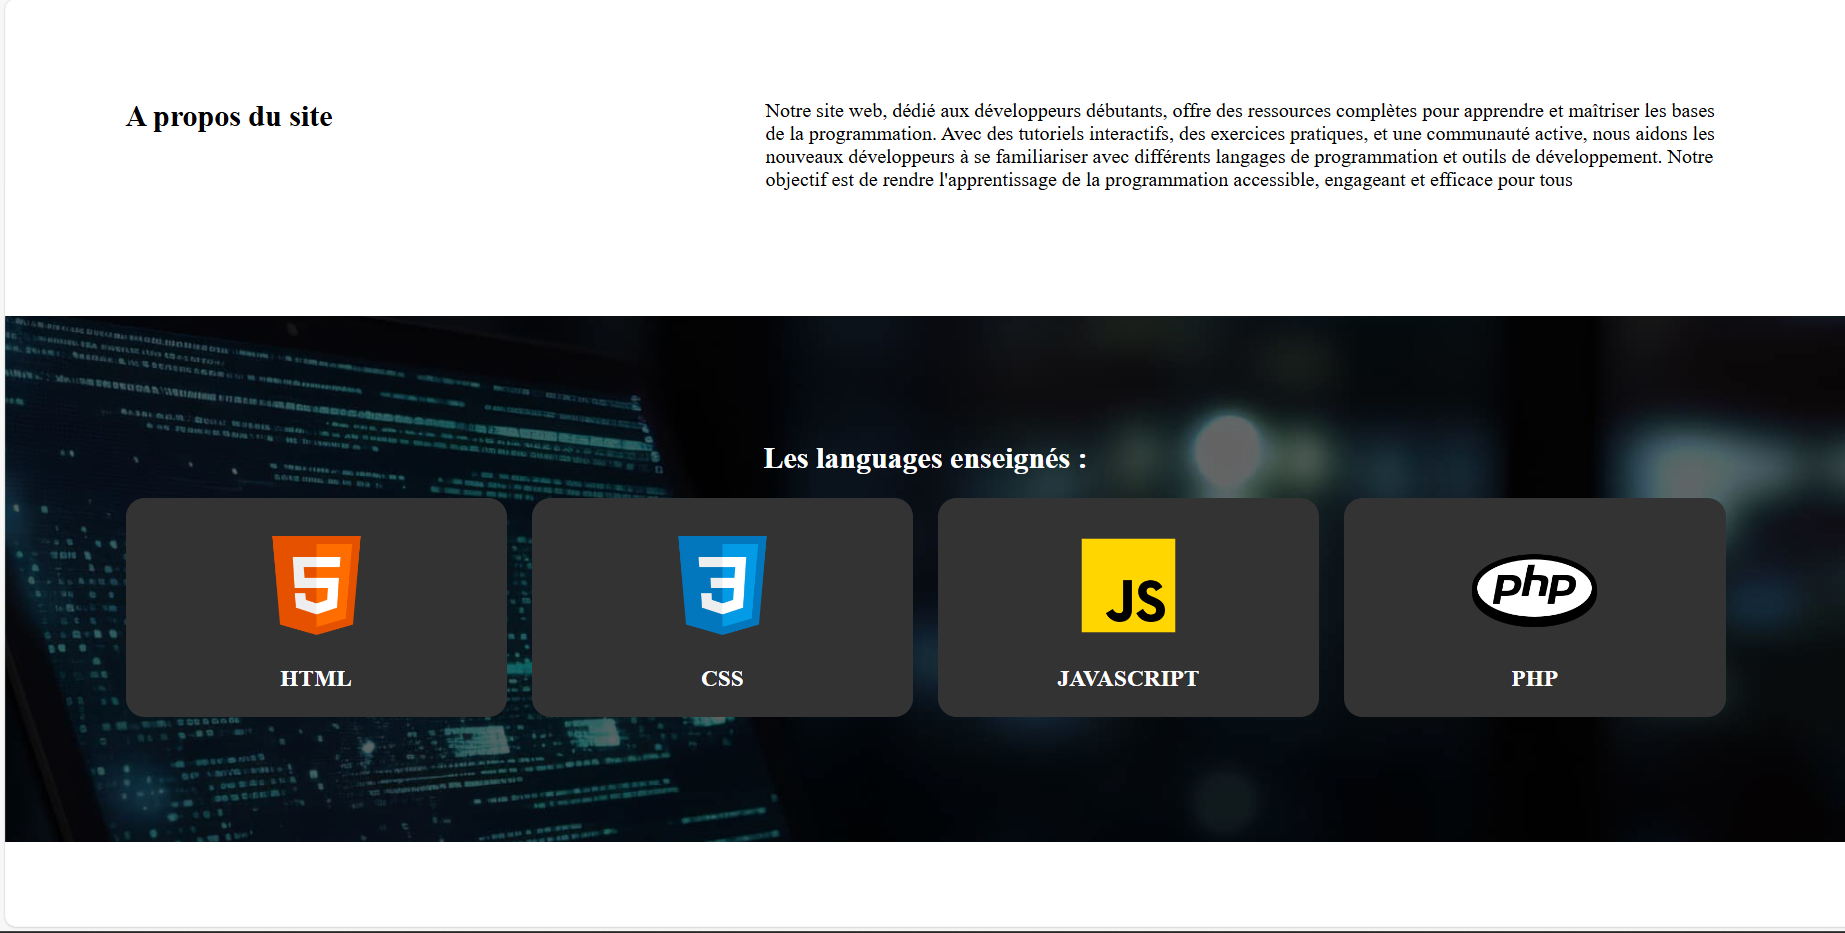 A propos du site
Notre site web, dédié aux développeurs débutants, offre des ressources complètes pour apprendre et maîtriser les bases
de la programmation. Avec des tutoriels interactifs, des exercices pratiques, et une communauté active, nous aidons les
nouveaux développeurs à se familiariser avec différents langages de programmation et outils de développement. Notre
objectif est de rendre l'apprentissage de la programmation accessible, engageant et efficace pour tous
Les languages enseignés :
5
3
JS
php
HTML
CSS
JAVASCRIPT
PHP